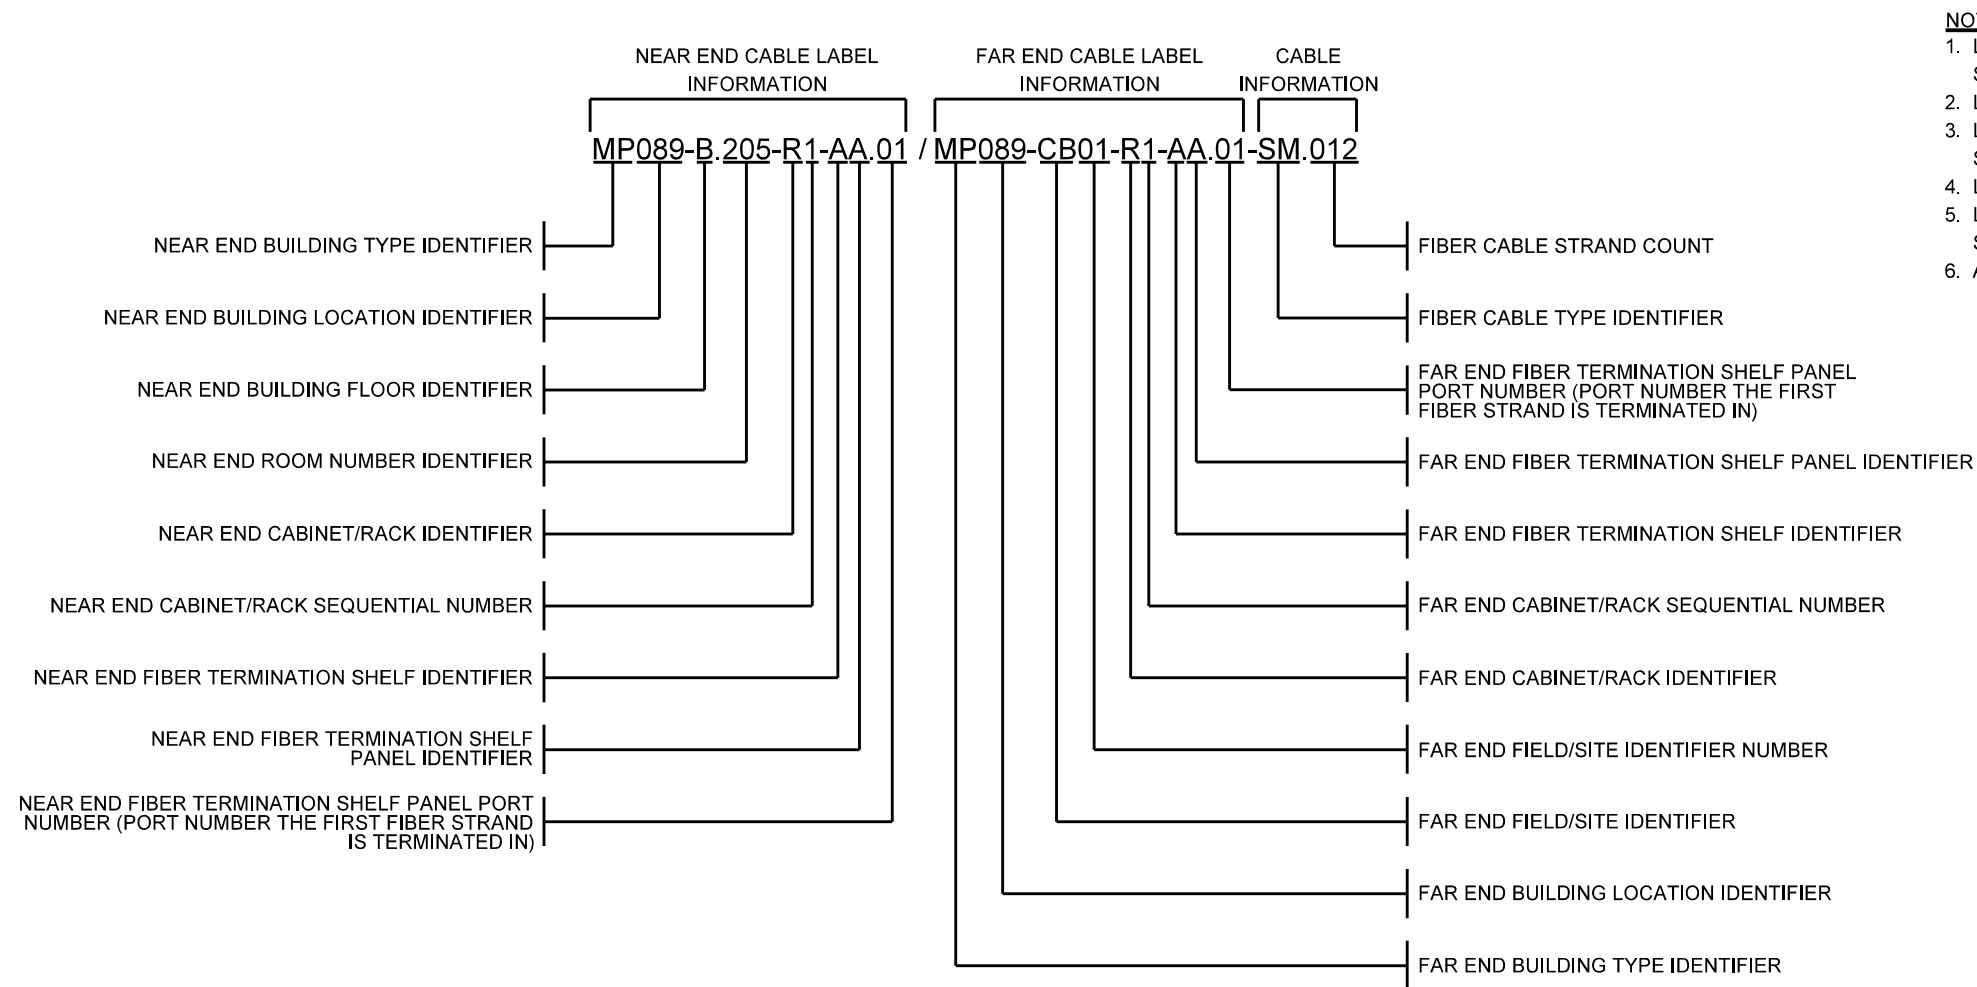 NEAR END CABLE LABEL
INFORMATION
FAR END CABLE LABEL
INFORMATION
CABLE
INFORMATION
MP089-B.205-R1-AA.01 / MP089-CB01-R1-AA.01-SM.012
NEAR END BUILDING TYPE IDENTIFIER
NEAR END BUILDING LOCATION IDENTIFIER
NEAR END BUILDING FLOOR IDENTIFIER
NEAR END ROOM NUMBER IDENTIFIER
NEAR END CABINET/RACK IDENTIFIER
NEAR END CABINET/RACK SEQUENTIAL NUMBER
NEAR END FIBER TERMINATION SHELF IDENTIFIER
NEAR END FIBER TERMINATION SHELF
PANEL IDENTIFIER
NEAR END FIBER TERMINATION SHELF PANEL PORT
NUMBER (PORT NUMBER THE FIRST FIBER STRAND
IS TERMINATED IN)
FIBER CABLE STRAND COUNT
FIBER CABLE TYPE IDENTIFIER
FAR END FIBER TERMINATION SHELF PANEL
PORT NUMBER (PORT NUMBER THE FIRST
FIBER STRAND IS TERMINATED IN)
FAR END FIBER TERMINATION SHELF PANEL IDENTIFIER
FAR END FIBER TERMINATION SHELF IDENTIFIER
FAR END CABINET/RACK SEQUENTIAL NUMBER
FAR END CABINET/RACK IDENTIFIER
FAR END FIELD/SITE IDENTIFIER NUMBER
FAR END FIELD/SITE IDENTIFIER
FAR END BUILDING LOCATION IDENTIFIER
FAR END BUILDING TYPE IDENTIFIER
1.
2.
3.
4.
5.
6.